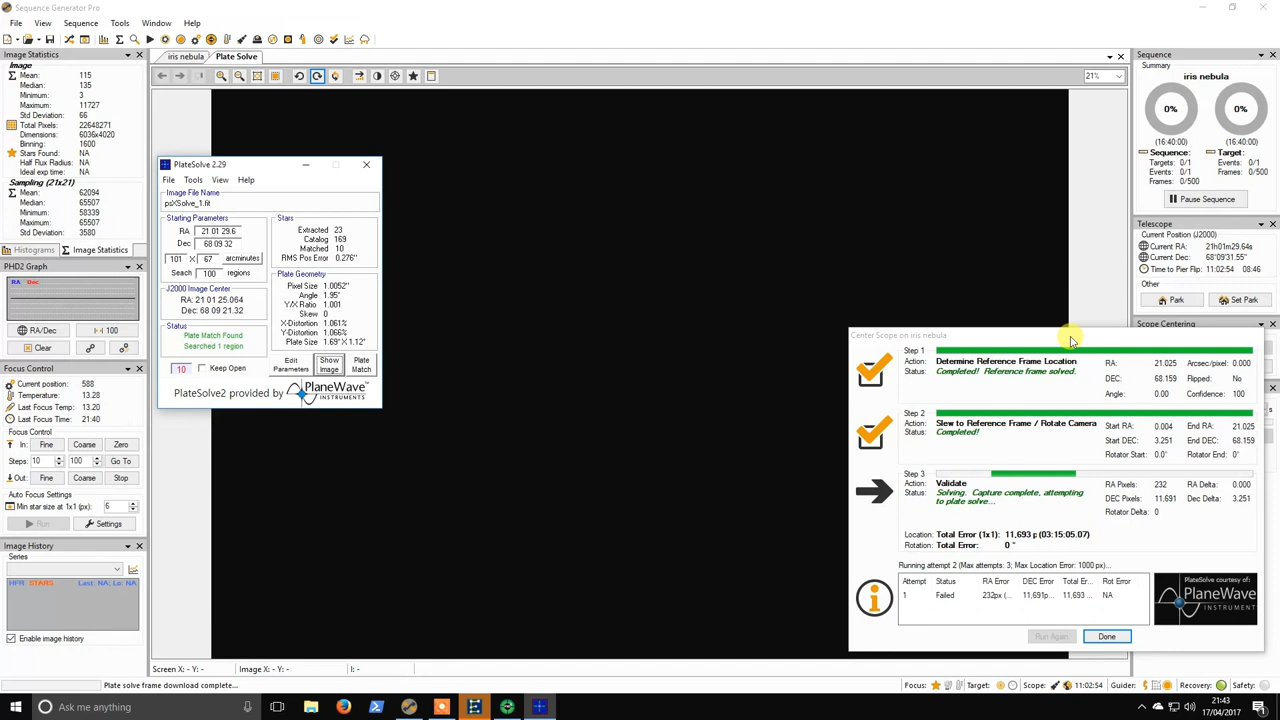 Sequence Generator Pro
File View Sequence Tools Window Help
Image Statistics
Image
Mean: 115
Median: 135
Minimum: 3
Maximum: 11727
Std Deviation: 66
Total Pixels: 22648271
Dimensions: 6036x4020
Binning: 1600
Stars Found: NA
Half Flux Radius: NA
Ideal exp time: NA
Sampling (21x21)
Mean: 62094
Median: 65507
Minimum: 58339
Maximum: 65507
Std Deviation: 3580
Histograms Image Statistics
PHD2 Graph
RA Dec
RA/Dec 100
Clear
Focus Control
Current position: 588
Temperature: 13.28
Last Focus Temp: 13.20
Last Focus Time: 21:40
Focus Control
In: Fine Coarse Zero
Steps: 10 100 Go To
Out: Fine Coarse Stop
Auto Focus Settings
Min star size at 1x1 (px): 6
Run Settings
Image History
Series
HFR STARS Last: NA; Lo: NA
Enable image history
iris nebula Plate Solve
21%
PlateSolve 2.29
File Tools View Help
Image File Name
psXSolve_1.fit
Starting Parameters
RA 21 01 29.6
Dec 68 09 32
101 X 67 arcminutes
Seach 100 regions
J2000 Image Center
RA: 21 01 25.064
Dec: 68 09 21.32
Status
Plate Match Found
Searched 1 region
Stars
Extracted 23
Catalog 169
Matched 10
RMS Pos Error 0.276''
Plate Geometry
Pixel Size 1.0052''
Angle 1.95°
Y/X Ratio 1.001
Skew 0
X-Distortion 1.061%
Y-Distortion 1.066%
Plate Size 1.69° X 1.12°
10 Keep Open
Edit Parameters Show Image Plate Match
PlateSolve2 provided by PlaneWave INSTRUMENTS
Screen X: - Y: - Image X: - Y: - I: -
Sequence
Summary
iris nebula
0% 0%
(16:40:00) (16:40:00)
Sequence: Target:
Targets: 0/1 Events: 0/1
Events: 0/1 Frames: 0/500
Frames: 0/500
Pause Sequence
Telescope
Current Position (J2000)
Current RA: 21h01m29.64s
Current Dec: 68°09'31.55"
Time to Pier Flip: 11:02:54 08:46
Other
Park Set Park
Scope Centering
Center Scope on iris nebula
Step 1
Action: Determine Reference Frame Location
Status: Completed! Reference frame solved.
RA: 21.025 Arcsec/pixel: 0.000
DEC: 68.159 Flipped: No
Angle: 0.00 Confidence: 100
Step 2
Action: Slew to Reference Frame / Rotate Camera
Status: Completed!
Start RA: 0.004 End RA: 21.025
Start DEC: 3.251 End DEC: 68.159
Rotator Start: 0.0° Rotator End: 0°
Step 3
Action: Validate
Status: Solving. Capture complete, attempting to plate solve...
RA Pixels: 232 RA Delta: 0.000
DEC Pixels: 11,691 Dec Delta: 3.251
Rotator Delta: 0
Location: Total Error (1x1): 11,693 p(03:15:05.07)
Rotation: Total Error: 0 °
Running attempt 2 (Max attempts: 3; Max Location Error: 1000 px)...
Attempt Status RA Error DEC Error Total Er... Rot Error
1 Failed 232px (... 11,691p... 11,693 ... NA
PlateSolve courtesy of:
PlaneWave
INSTRUMENTS
Run Again Done
Plate solve frame download complete...
Focus: Target: Scope: 11:02:54 Guider: Recovery: Safety:
Ask me anything
21:43
17/04/2017